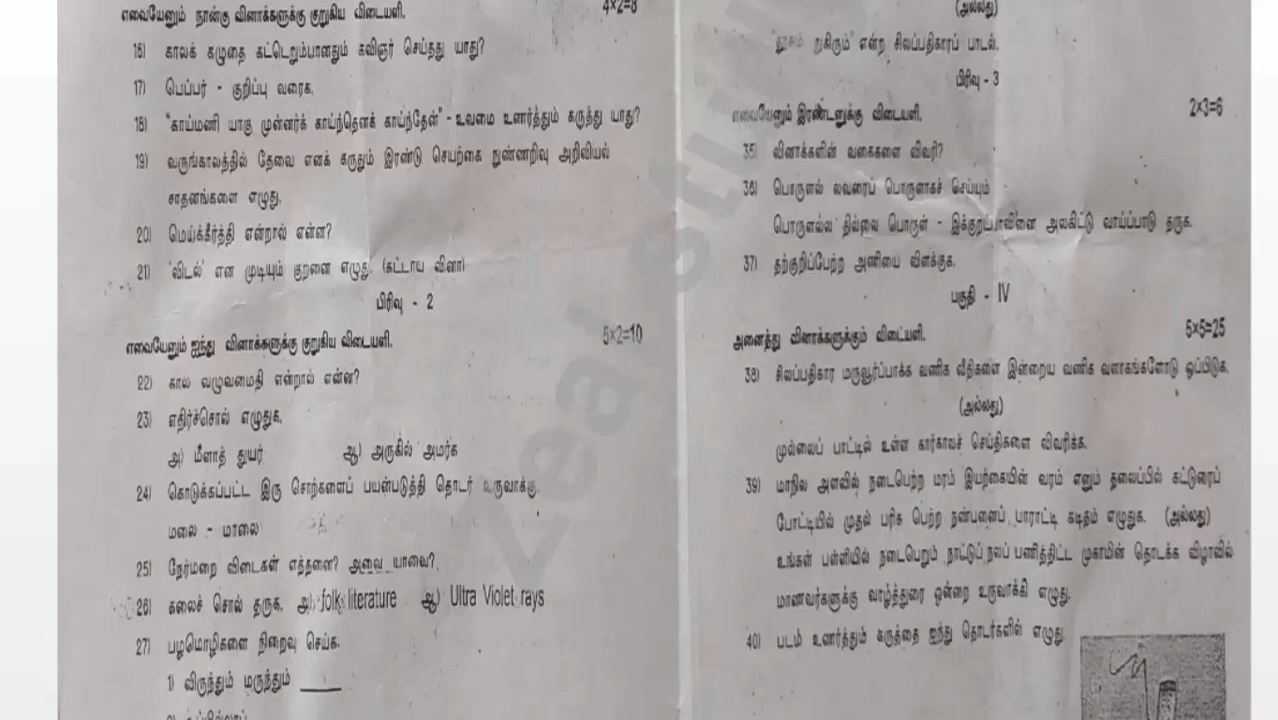 எவையேனும் நான்கு வினாக்களுக்கு குறுகிய விடையளி. 4×2=8
16) காலக் கழுதை கட்டெறும்பானதும் கவிஞர் செய்தது யாது?
17) பெப்பர் - குறிப்பு வரைக.
18) "காய்மணி யாகு முன்னர்க் காய்ந்தெனக் காய்ந்தேன்" - உவமை உணர்த்தும் கருத்து யாது?
19) வருங்காலத்தில் தேவை எனக் கருதும் இரண்டு செயற்கை நுண்ணறிவு அறிவியல்
சாதனங்களை எழுது.
20) மெய்க்கீர்த்தி என்றால் என்ன?
21) 'விடல்' என முடியும் குறளை எழுது. (கட்டாய வினா)
பிரிவு - 2
எவையேனும் ஐந்து வினாக்களுக்கு குறுகிய விடையளி. 5×2=10
22) கால வழுவமைதி என்றால் என்ன?
23) எதிர்ச்சொல் எழுதுக.
அ) மீளாத் துயர் ஆ) அருகில் அமர்க
24) கொடுக்கப்பட்ட இரு சொற்களைப் பயன்படுத்தி தொடர் உருவாக்கு.
மலை - மாலை
25) நேர்மறை விடைகள் எத்தனை? அவை யாவை?
26) கலைச் சொல் தருக. அ) folk literature ஆ) Ultra Violet rays
27) பழமொழிகளை நிறைவு செய்க.
1) விருந்தும் மருந்தும் ____
(அல்லது)
என்ற சிலப்பதிகாரப் பாடல்.
பிரிவு - 3
எவையேனும் இரண்டனுக்கு விடையளி. 2×3=6
35) வினாக்களின் வகைகளை விவரி?
36) பொருளல் லவரைப் பொருளாகச் செய்யும்
பொருளல்ல தில்லை பொருள் - இக்குறட்பாவினை அலகிட்டு வாய்ப்பாடு தருக.
37) தற்குறிப்பேற்ற அணியை விளக்குக.
பகுதி - IV
அனைத்து வினாக்களுக்கும் விடையளி. 5×5=25
38) சிலப்பதிகார மருவூர்ப்பாக்க வணிக வீதிகளை இன்றைய வணிக வளாகங்களோடு ஒப்பிடுக.
(அல்லது)
முல்லைப் பாட்டில் உள்ள கார்காலச் செய்திகளை விவரிக்க.
39) மாநில அளவில் நடைபெற்ற மரம் இயற்கையின் வரம் எனும் தலைப்பில் கட்டுரைப்
போட்டியில் முதல் பரிசு பெற்ற நண்பனைப் பாராட்டி கடிதம் எழுதுக. (அல்லது)
உங்கள் பள்ளியில் நடைபெறும் நாட்டுப் நலப் பணித்திட்ட முகாமின் தொடக்க விழாவில்
மாணவர்களுக்கு வாழ்த்துரை ஒன்றை உருவாக்கி எழுது.
40) படம் உணர்த்தும் கருத்தை ஐந்து தொடர்களில் எழுது